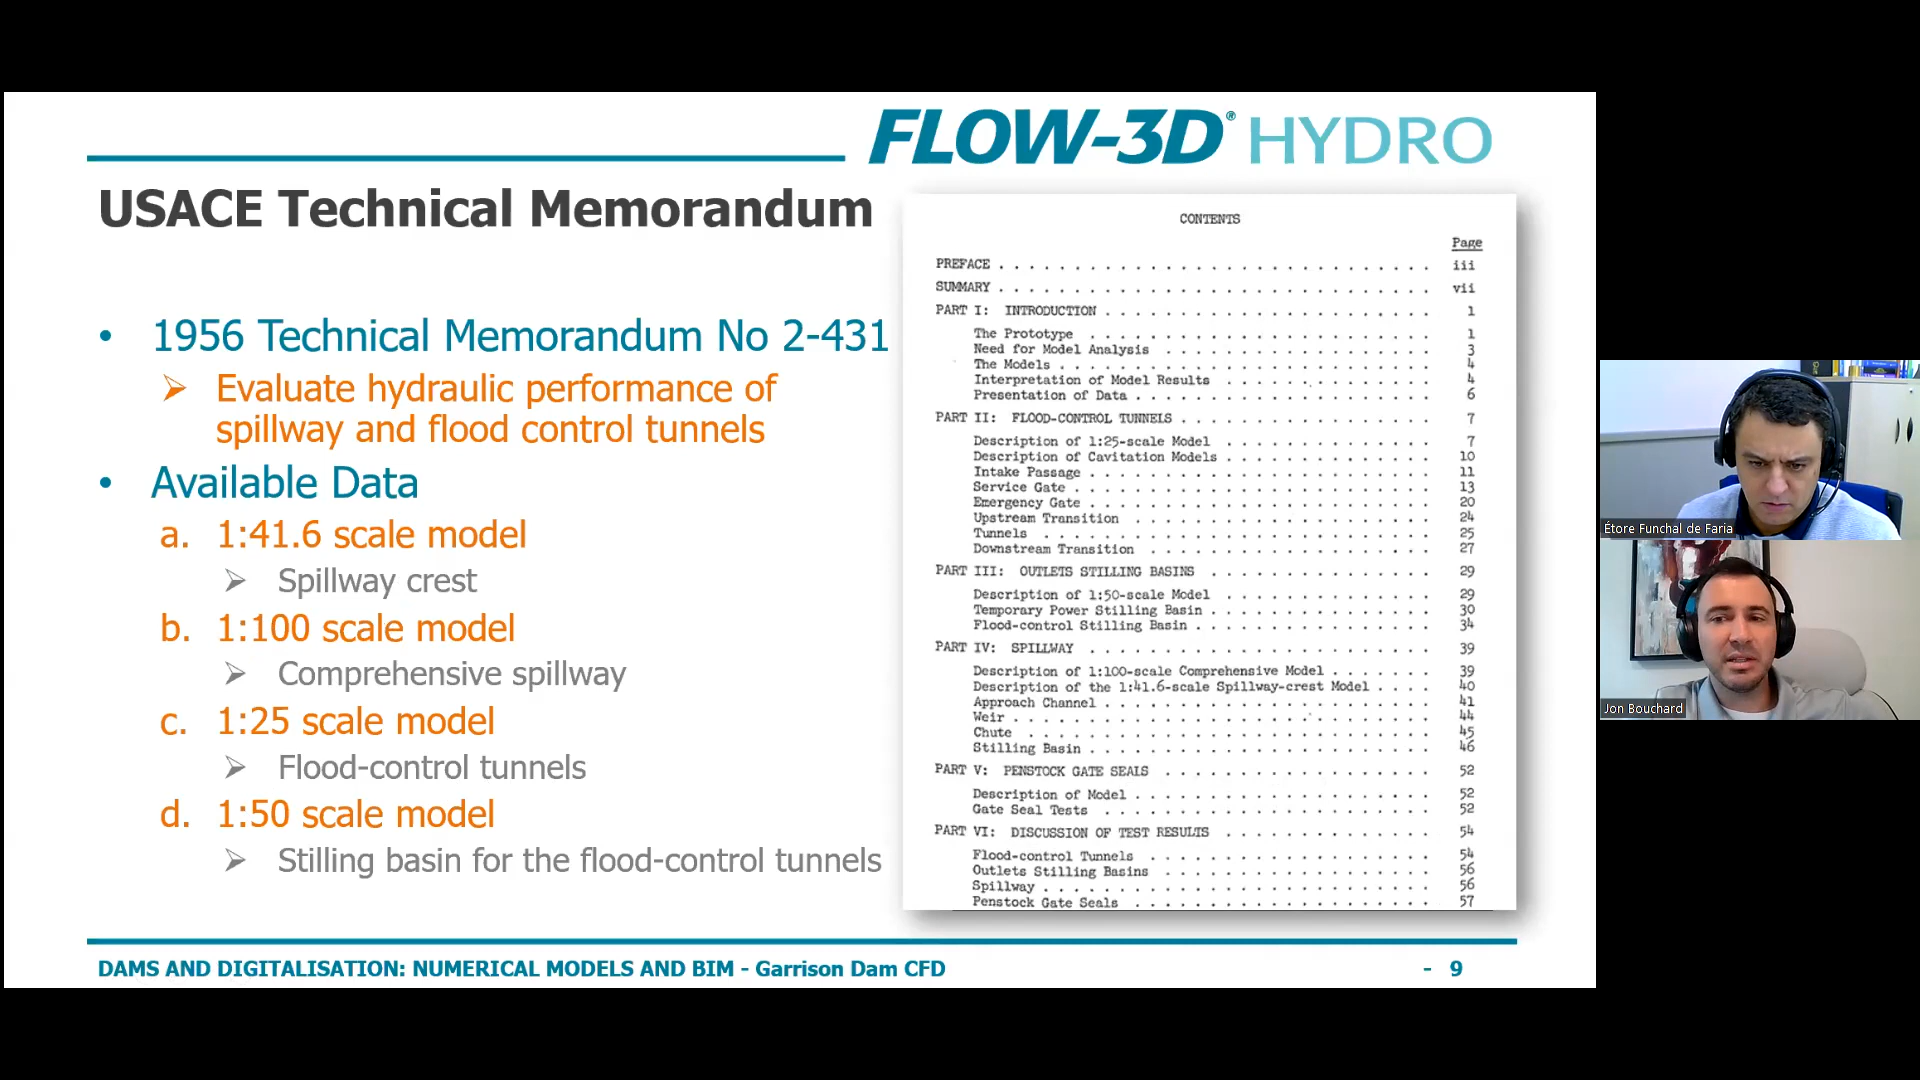 FLOW-3D® HYDRO
USACE Technical Memorandum
• 1956 Technical Memorandum No 2-431
➢ Evaluate hydraulic performance of
spillway and flood control tunnels
• Available Data
a. 1:41.6 scale model
➢ Spillway crest
b. 1:100 scale model
➢ Comprehensive spillway
c. 1:25 scale model
➢ Flood-control tunnels
d. 1:50 scale model
➢ Stilling basin for the flood-control tunnels
CONTENTS
Page
PREFACE . . . . . . . . . . iii
SUMMARY . . . . . . . . . . vii
PART I: INTRODUCTION . . . . . . . . . . 1
The Prototype . . . . . . . . . . 1
Need for Model Analysis . . . . . . . . . . 3
The Models . . . . . . . . . . 4
Interpretation of Model Results . . . . . . . . . . 4
Presentation of Data . . . . . . . . . . 6
PART II: FLOOD-CONTROL TUNNELS . . . . . . . . . . 7
Description of 1:25-scale Model . . . . . . . . . . 7
Description of Cavitation Models . . . . . . . . . . 10
Intake Passage . . . . . . . . . . 11
Service Gate . . . . . . . . . . 13
Emergency Gate . . . . . . . . . . 20
Upstream Transition . . . . . . . . . . 24
Tunnels . . . . . . . . . . 25
Downstream Transition . . . . . . . . . . 27
PART III: OUTLETS STILLING BASINS . . . . . . . . . . 29
Description of 1:50-scale Model . . . . . . . . . . 29
Temporary Power Stilling Basin . . . . . . . . . . 30
Flood-control Stilling Basin . . . . . . . . . . 34
PART IV: SPILLWAY . . . . . . . . . . 39
Description of 1:100-scale Comprehensive Model . . . . . . . 39
Description of the 1:41.6-scale Spillway-crest Model . . . . 40
Approach Channel . . . . . . . . . . 41
Weir . . . . . . . . . . 44
Chute . . . . . . . . . . 45
Stilling Basin . . . . . . . . . . 46
PART V: PENSTOCK GATE SEALS . . . . . . . . . . 52
Description of Model . . . . . . . . . . 52
Gate Seal Tests . . . . . . . . . . 52
PART VI: DISCUSSION OF TEST RESULTS . . . . . . . . . . 54
Flood-control Tunnels . . . . . . . . . . 54
Outlets Stilling Basins . . . . . . . . . . 56
Spillway . . . . . . . . . . 56
Penstock Gate Seals . . . . . . . . . . 57
DAMS AND DIGITALISATION: NUMERICAL MODELS AND BIM - Garrison Dam CFD
- 9
Étore Funchal de Faria
Jon Bouchard